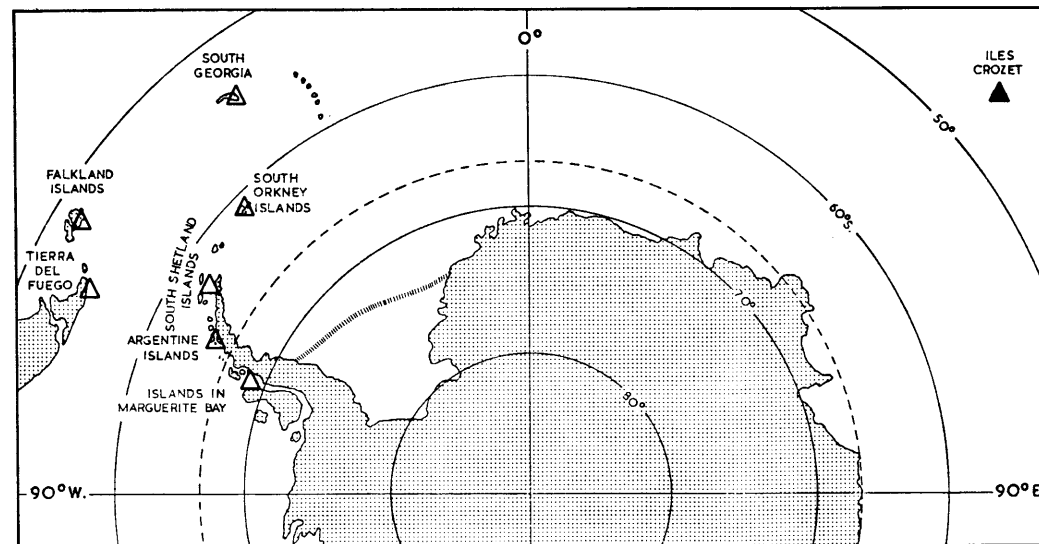 0°
SOUTH
GEORGIA
ILES
CROZET
50°
FALKLAND
ISLANDS
SOUTH
ORKNEY
ISLANDS
60°S.
TIERRA
DEL
FUEGO
SOUTH SHETLAND
ISLANDS
70°
ARGENTINE
ISLANDS
ISLANDS IN
MARGUERITE BAY
80°
90°W.
90°E